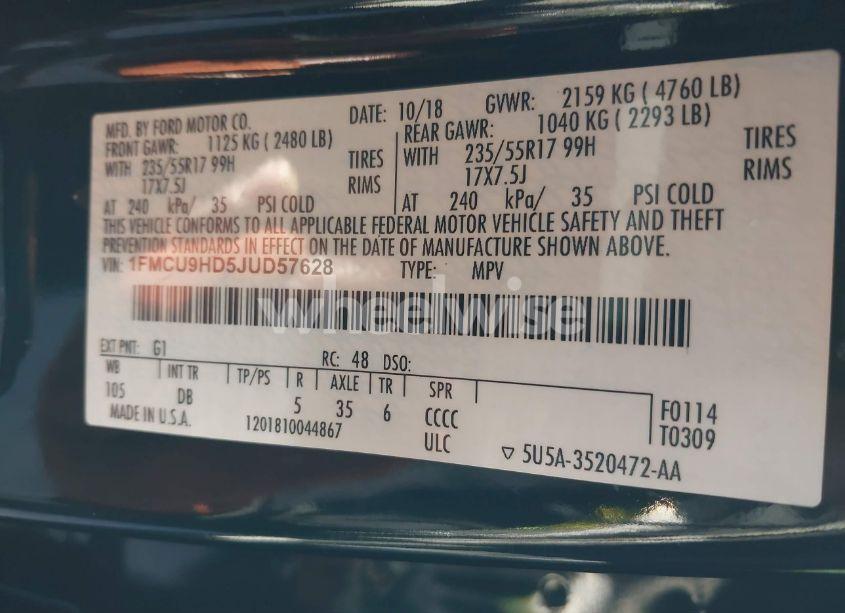 MFD. BY FORD MOTOR CO.
DATE: 10/18 GVWR: 2159 KG ( 4760 LB)
FRONT GAWR: 1125 KG ( 2480 LB)
REAR GAWR: 1040 KG ( 2293 LB)
WITH 235/55R17 99H TIRES
WITH 235/55R17 99H TIRES
17X7.5J RIMS
17X7.5J RIMS
AT 240 kPa/ 35 PSI COLD
AT 240 kPa/ 35 PSI COLD
THIS VEHICLE CONFORMS TO ALL APPLICABLE FEDERAL MOTOR VEHICLE SAFETY AND THEFT
PREVENTION STANDARDS IN EFFECT ON THE DATE OF MANUFACTURE SHOWN ABOVE.
VIN: 1FMCU9HD5JUD57628 TYPE: MPV
wheelwise
EXT PNT: G1 RC: 48 DSO:
WB INT TR TP/PS R AXLE TR SPR
105 DB 5 35 6 CCCC F0114
MADE IN U.S.A. 1201810044867 ULC T0309
5U5A-3520472-AA